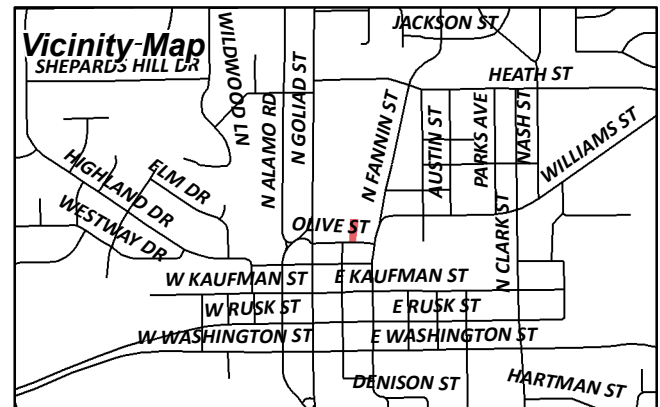 Vicinity Map
JACKSON ST
SHEPARDS HILL DR
WILDWOOD LN
N GOLIAD ST
HEATH ST
N ALAMO RD
N FANNIN ST
AUSTIN ST
PARKS AVE
NASH ST
WILLIAMS ST
HIGHLAND DR
ELM DR
WESTWAY DR
OLIVE ST
N CLARK ST
W KAUFMAN ST
E KAUFMAN ST
W RUSK ST
E RUSK ST
W WASHINGTON ST
E WASHINGTON ST
DENISON ST
HARTMAN ST